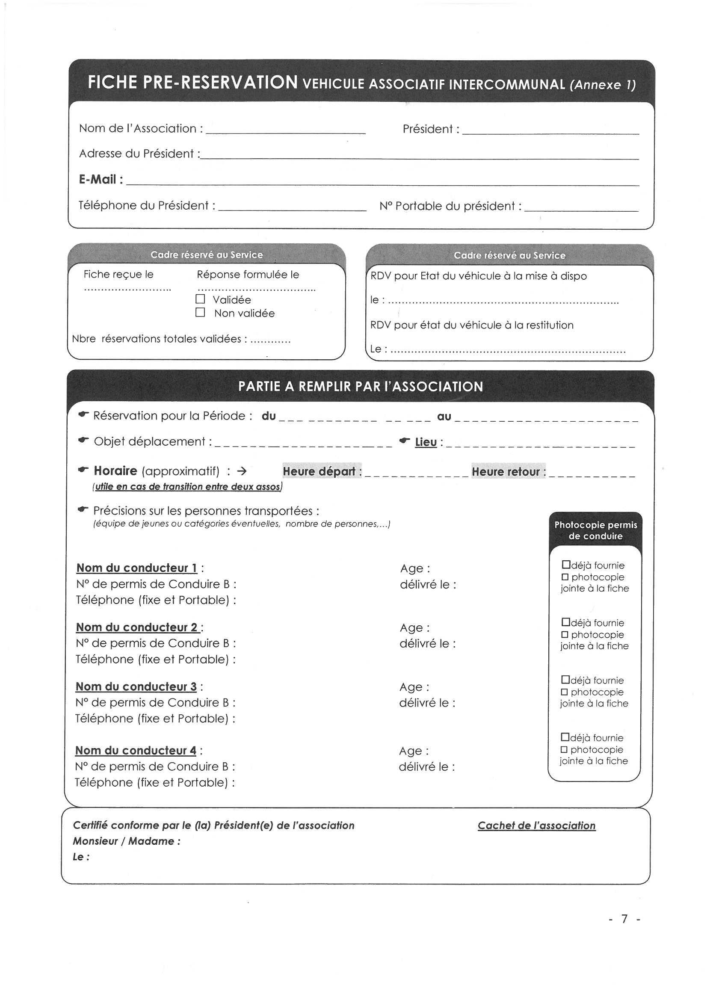 FICHE PRE-RESERVATION VEHICULE ASSOCIATIF INTERCOMMUNAL (Annexe 1)
Nom de l'Association : Président :
Adresse du Président :
E-Mail :
Téléphone du Président : N° Portable du président :
Cadre réservé au Service
Fiche reçue le Réponse formulée le
Validée
Non validée
Nbre réservations totales validées : ............
Cadre réservé au Service
RDV pour Etat du véhicule à la mise à dispo
le : ....................................................................
RDV pour état du véhicule à la restitution
Le : .....................................................................
PARTIE A REMPLIR PAR l'ASSOCIATION
☛ Réservation pour la Période : du au
☛ Objet déplacement : ☛ Lieu :
☛ Horaire (approximatif) : → Heure départ : Heure retour :
(utile en cas de transition entre deux assos)
☛ Précisions sur les personnes transportées :
(équipe de jeunes ou catégories éventuelles, nombre de personnes,...)
Photocopie permis
de conduire
Nom du conducteur 1 : Age :
N° de permis de Conduire B : délivré le :
Téléphone (fixe et Portable) :
☐déjà fournie
☐ photocopie
jointe à la fiche
Nom du conducteur 2 : Age :
N° de permis de Conduire B : délivré le :
Téléphone (fixe et Portable) :
☐déjà fournie
☐ photocopie
jointe à la fiche
Nom du conducteur 3 : Age :
N° de permis de Conduire B : délivré le :
Téléphone (fixe et Portable) :
☐déjà fournie
☐ photocopie
jointe à la fiche
Nom du conducteur 4 : Age :
N° de permis de Conduire B : délivré le :
Téléphone (fixe et Portable) :
☐déjà fournie
☐ photocopie
jointe à la fiche
Certifié conforme par le (la) Président(e) de l'association Cachet de l'association
Monsieur / Madame :
Le :
- 7 -